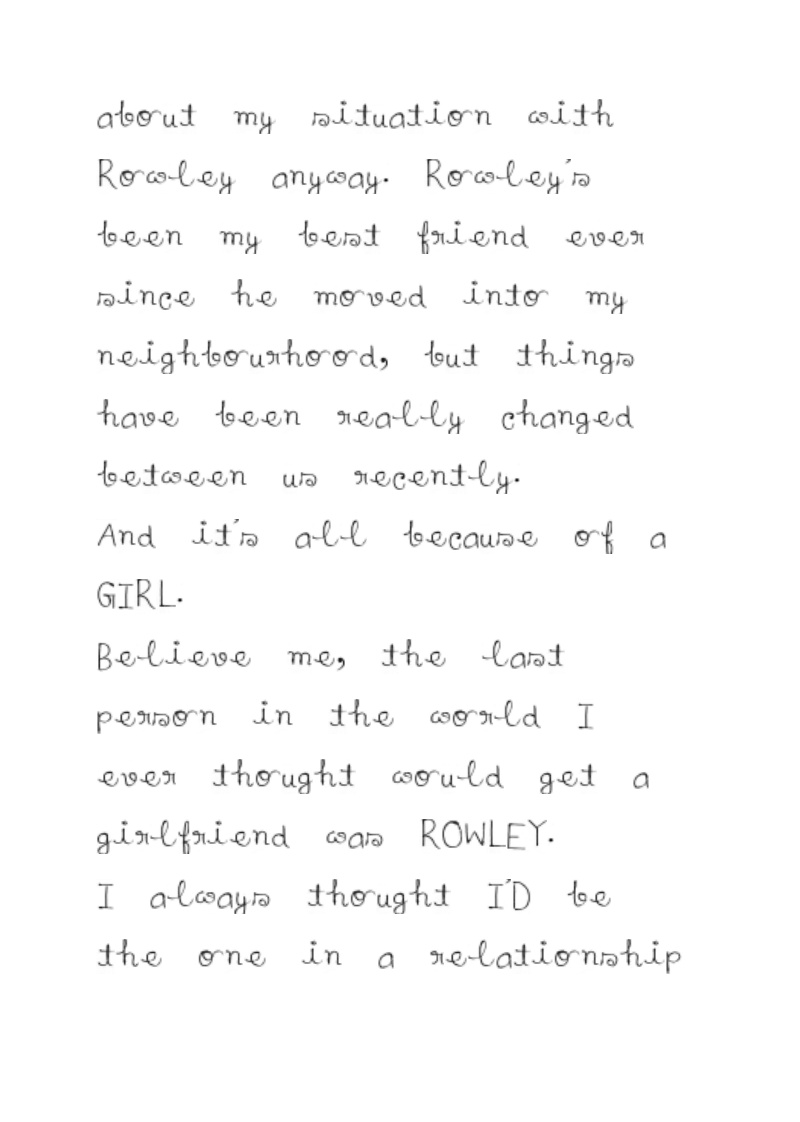 about my situation with
Rowley anyway. Rowley's
been my best friend ever
since he moved into my
neighbourhood, but things
have been really changed
between us recently.
And it's all because of a
GIRL.
Believe me, the last
person in the world I
ever thought would get a
girlfriend was ROWLEY.
I always thought I'D be
the one in a relationship